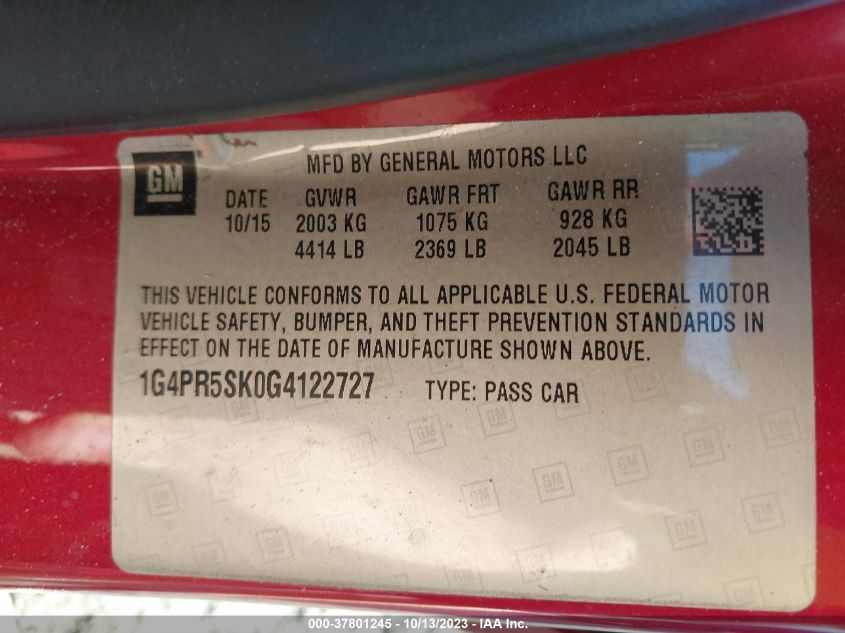 GM
MFD BY GENERAL MOTORS LLC
DATE GVWR GAWR FRT GAWR RR
10/15 2003 KG 1075 KG 928 KG
4414 LB 2369 LB 2045 LB
THIS VEHICLE CONFORMS TO ALL APPLICABLE U.S. FEDERAL MOTOR
VEHICLE SAFETY, BUMPER, AND THEFT PREVENTION STANDARDS IN
EFFECT ON THE DATE OF MANUFACTURE SHOWN ABOVE.
1G4PR5SK0G4122727 TYPE: PASS CAR
000-37801245 - 10/13/2023 - IAA Inc.